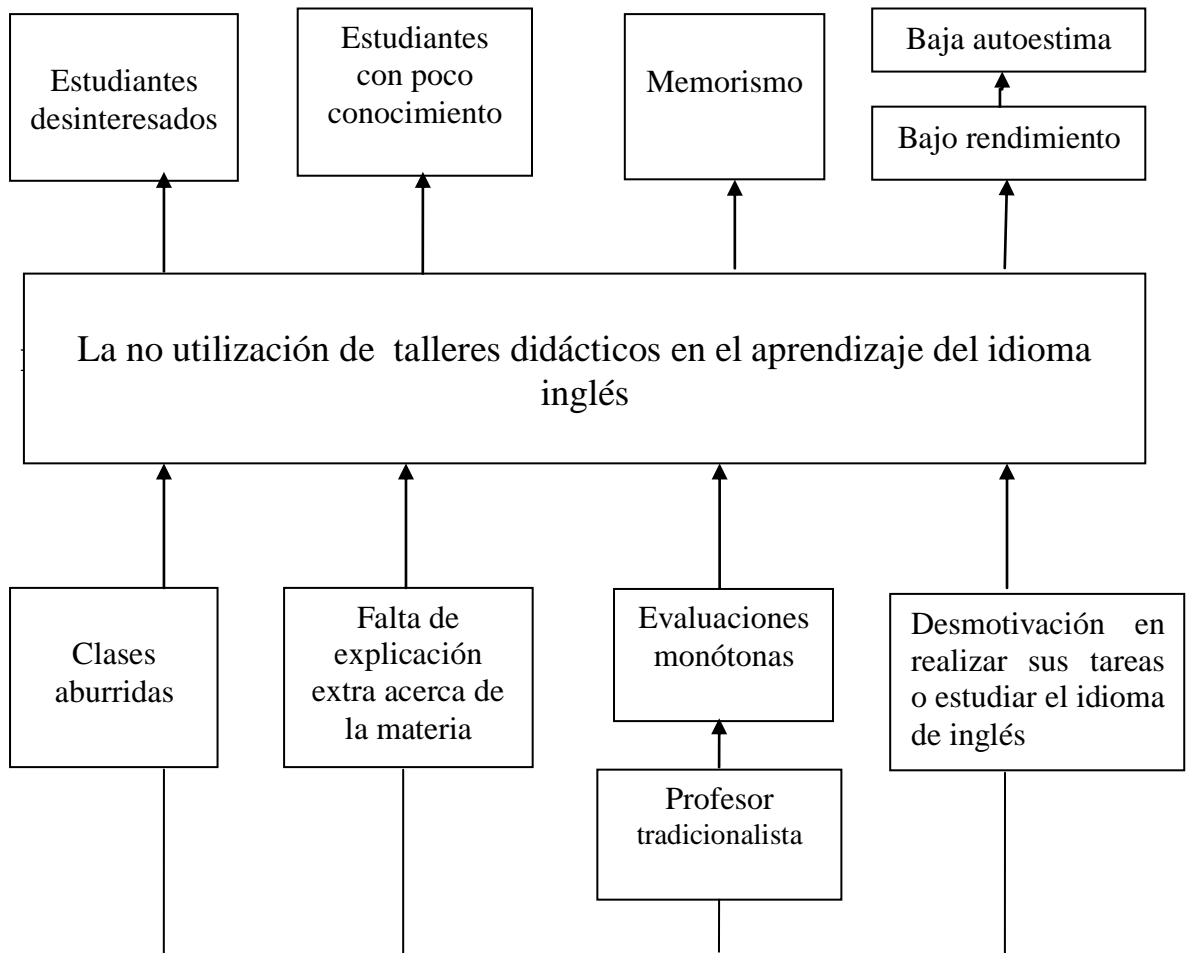 Estudiantes
desinteresados
Estudiantes
con poco
conocimiento
Memorismo
Baja autoestima
Bajo rendimiento
La no utilización de talleres didácticos en el aprendizaje del idioma
inglés
Clases
aburridas
Falta de
explicación
extra acerca de
la materia
Evaluaciones
monótonas
Profesor
tradicionalista
Desmotivación en
realizar sus tareas
o estudiar el idioma
de inglés